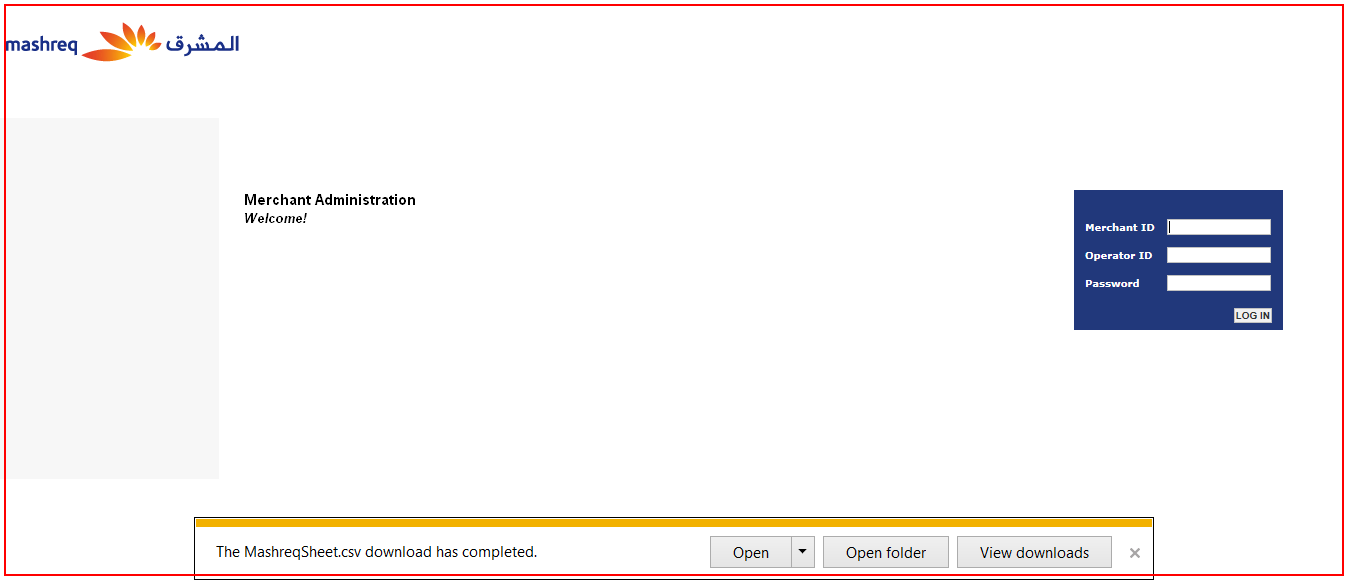 mashreq المشرق
Merchant Administration
Welcome!
Merchant ID
Operator ID
Password
LOG IN
The MashreqSheet.csv download has completed.
Open
Open folder
View downloads
×